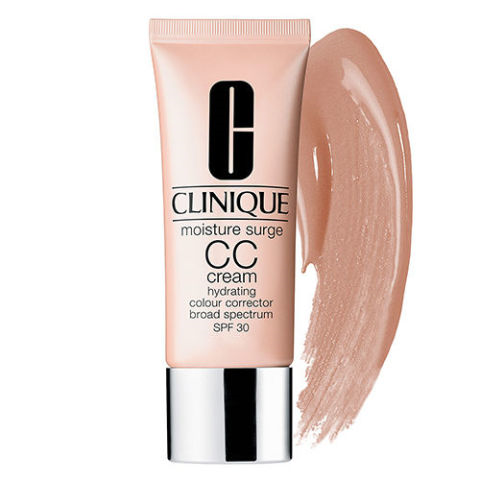 C
CLINIQUE
moisture surge
CC
cream
hydrating
colour corrector
broad spectrum
SPF 30